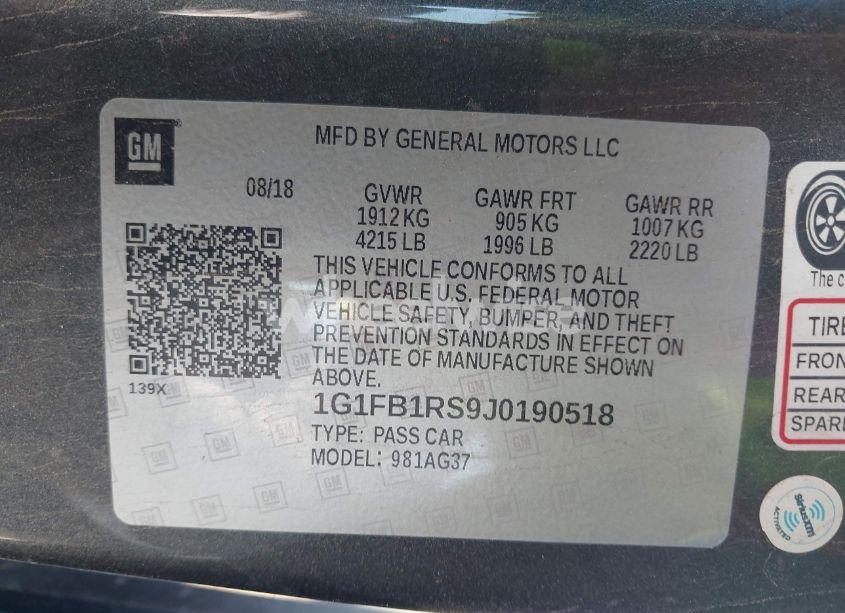 GM
MFD BY GENERAL MOTORS LLC
08/18
GVWR
1912 KG
4215 LB
GAWR FRT
905 KG
1996 LB
GAWR RR
1007 KG
2220 LB
THIS VEHICLE CONFORMS TO ALL
APPLICABLE U.S. FEDERAL MOTOR
VEHICLE SAFETY, BUMPER, AND THEFT
PREVENTION STANDARDS IN EFFECT ON
THE DATE OF MANUFACTURE SHOWN
ABOVE.
139X
1G1FB1RS9J0190518
TYPE: PASS CAR
MODEL: 981AG37
The c
TIRE
FRON
REAR
SPARE
SiriusXM
ACTIVATED